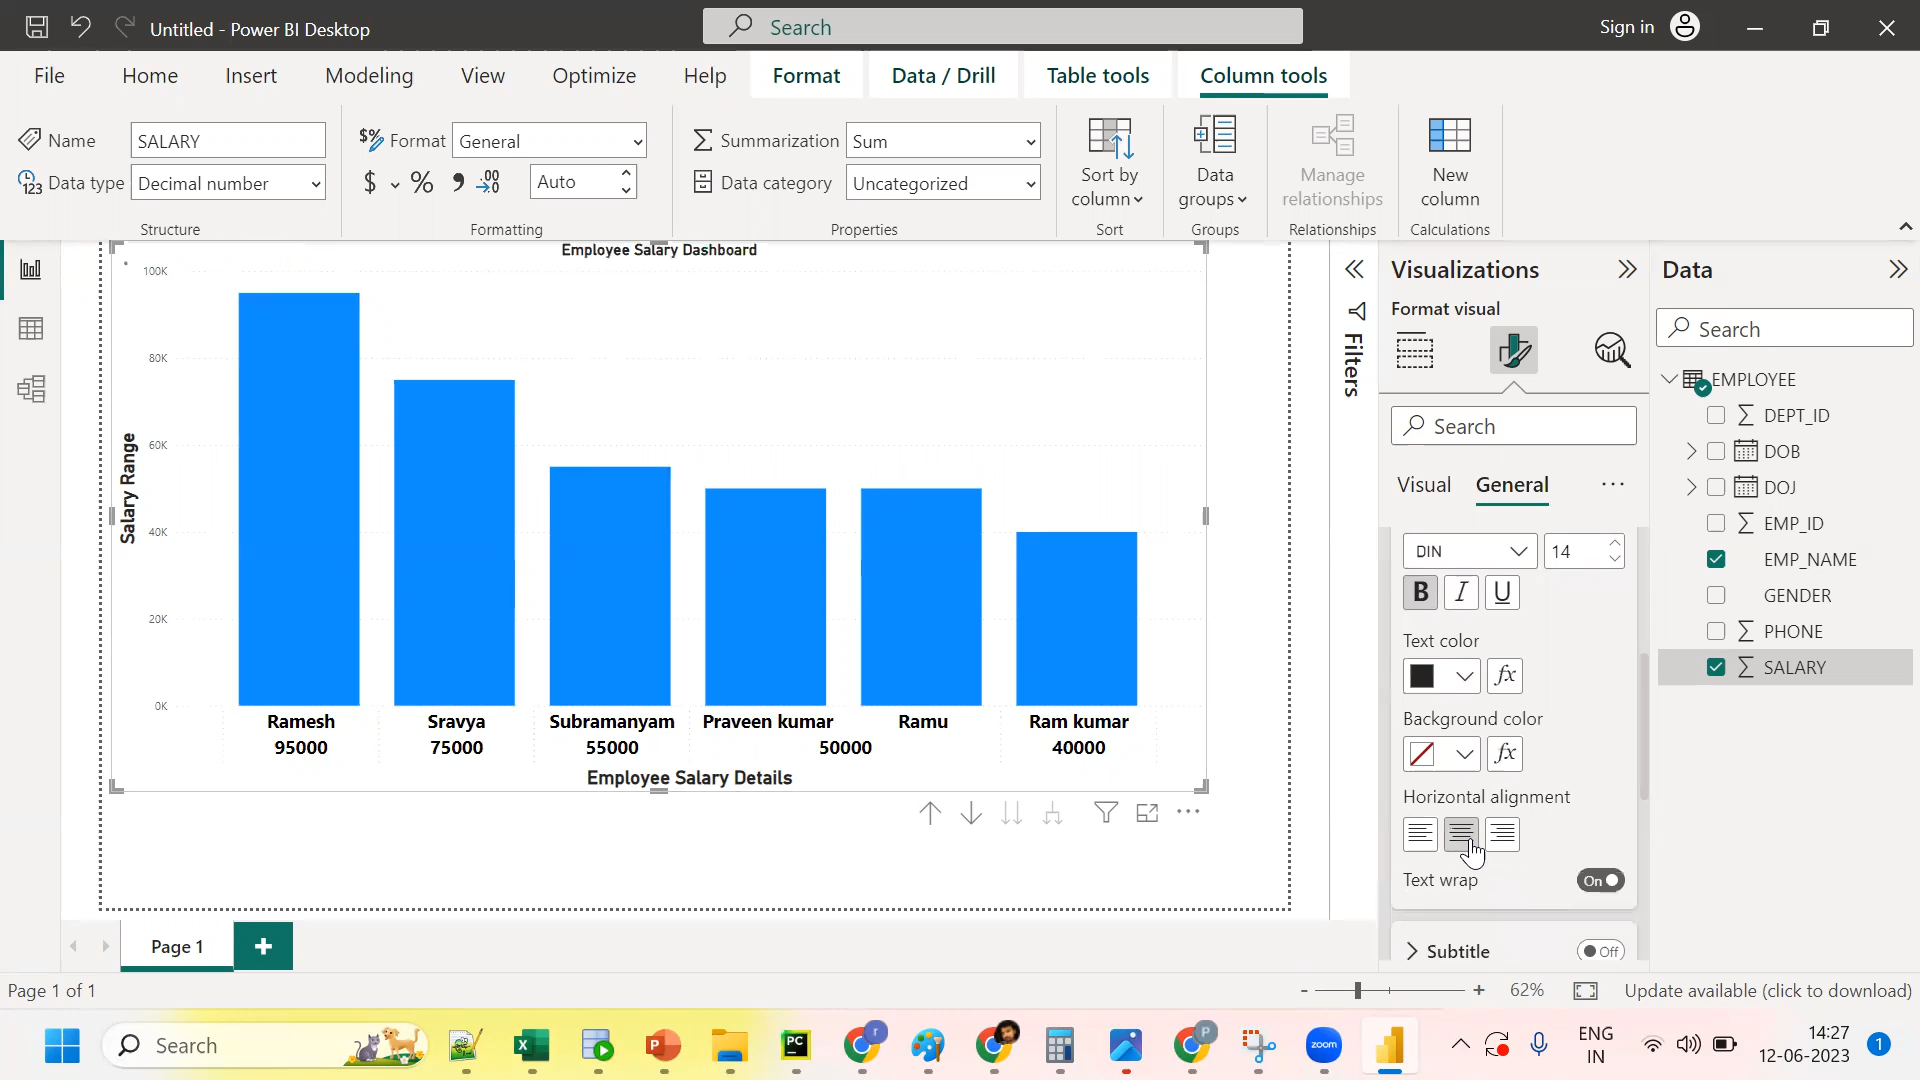 Untitled - Power BI Desktop
Search
Sign in
File
Home
Insert
Modeling
View
Optimize
Help
Format
Data / Drill
Table tools
Column tools
Name
SALARY
Format
General
Summarization
Sum
Data type
Decimal number
$
%
Auto
Data category
Uncategorized
Sort by
column
Data
groups
Manage
relationships
New
column
Structure
Formatting
Properties
Sort
Groups
Relationships
Calculations
Employee Salary Dashboard
100K
80K
60K
40K
20K
0K
Salary Range
Ramesh
Sravya
Subramanyam
Praveen kumar
Ramu
Ram kumar
95000
75000
55000
50000
40000
Employee Salary Details
Filters
Visualizations
Format visual
Search
Visual
General
DIN
14
B
I
U
Text color
fx
Background color
fx
Horizontal alignment
Text wrap
On
Subtitle
Off
Data
Search
EMPLOYEE
DEPT_ID
DOB
DOJ
EMP_ID
EMP_NAME
GENDER
PHONE
SALARY
Page 1
Page 1 of 1
- + 62%
Update available (click to download)
Search
PC
zoom
ENG
IN
14:27
12-06-2023
1